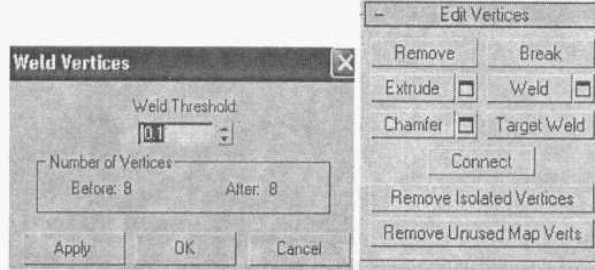 Weld Vertices
Weld Threshold:
0.1
Number of Vertices
Before: 8 After: 8
Apply OK Cancel
Edit Vertices
Remove Break
Extrude Weld
Chamfer Target Weld
Connect
Remove Isolated Vertices
Remove Unused Map Verts